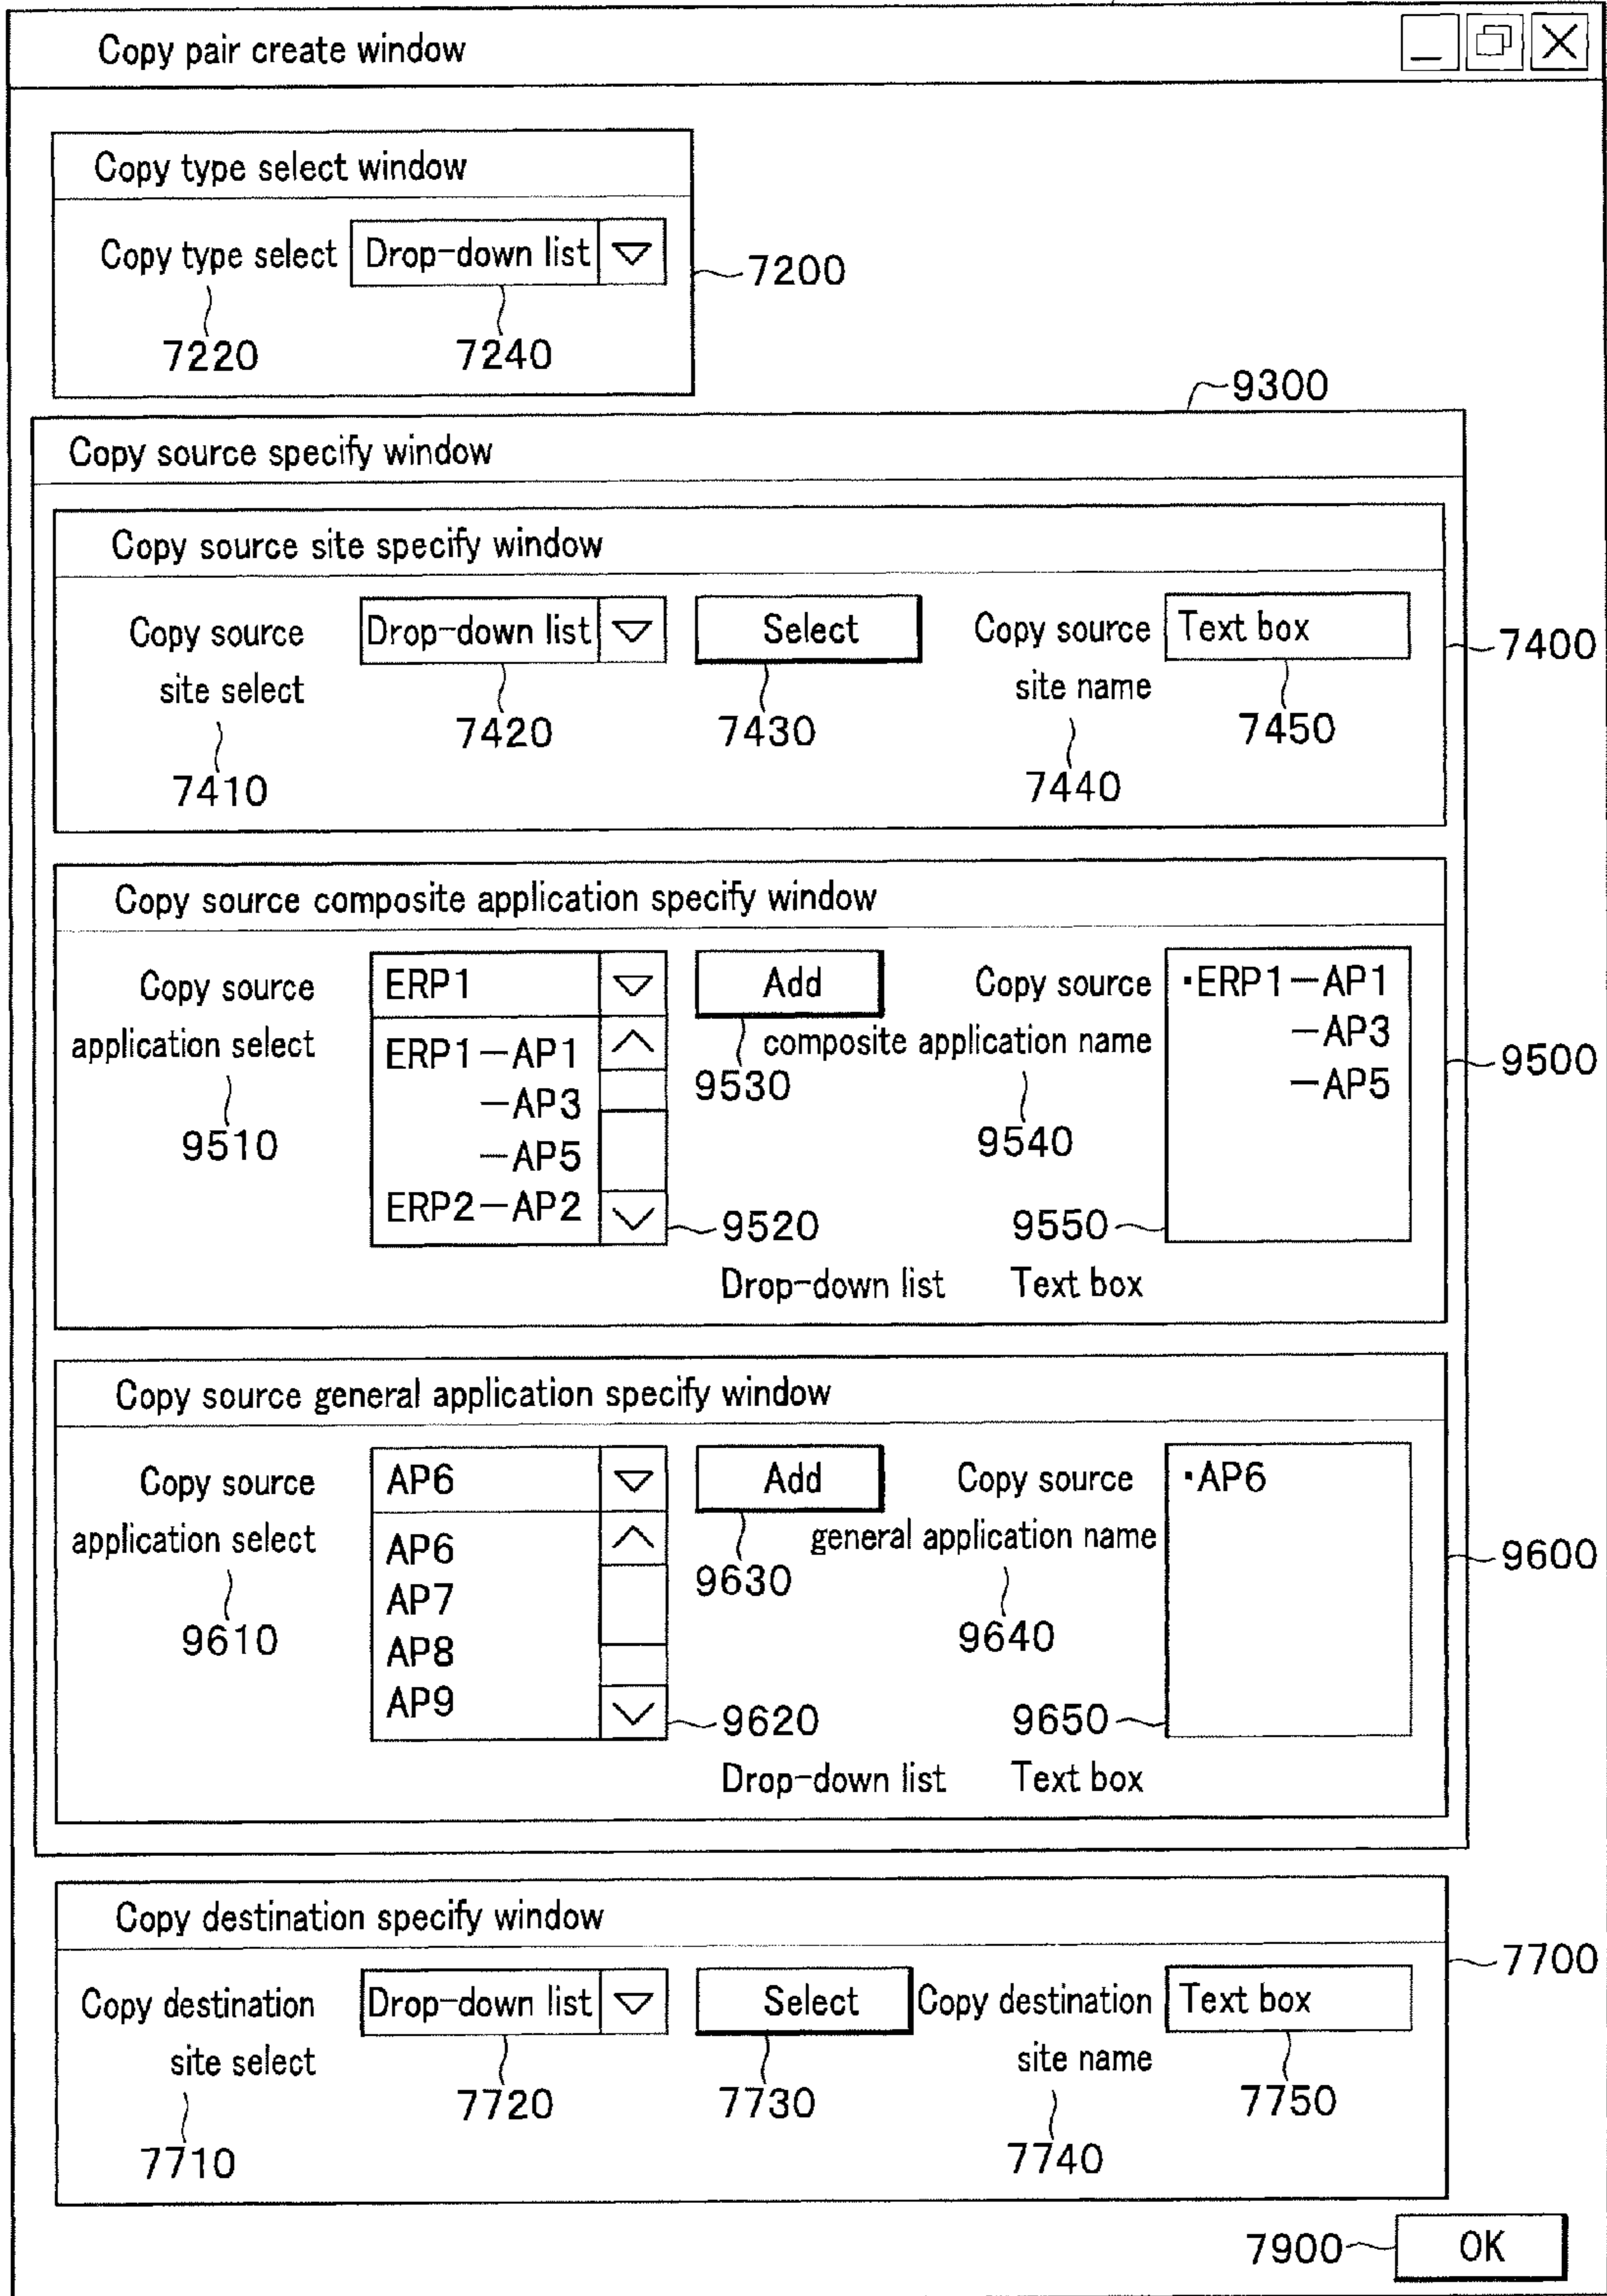 Copy pair create window
Copy type select window
Copy type select Drop-down list
7200
7220 7240
9300
Copy source specify window
Copy source site specify window
Copy source Drop-down list Select Copy source Text box
7400
site select site name
7420 7430 7450
7410 7440
Copy source composite application specify window
Copy source ERP1 Add Copy source ·ERP1—AP1
application select ERP1—AP1 composite application name —AP3
9500
9530 —AP5
—AP3
9510 —AP5 9540
ERP2—AP2 9520 9550
Drop-down list Text box
Copy source general application specify window
Copy source AP6 Add Copy source ·AP6
application select AP6 general application name
9600
AP7 9630
9610 AP8 9640
AP9 9620 9650
Drop-down list Text box
Copy destination specify window
7700
Copy destination Drop-down list Select Copy destination Text box
site select site name
7720 7730 7750
7710 7740
7900 OK